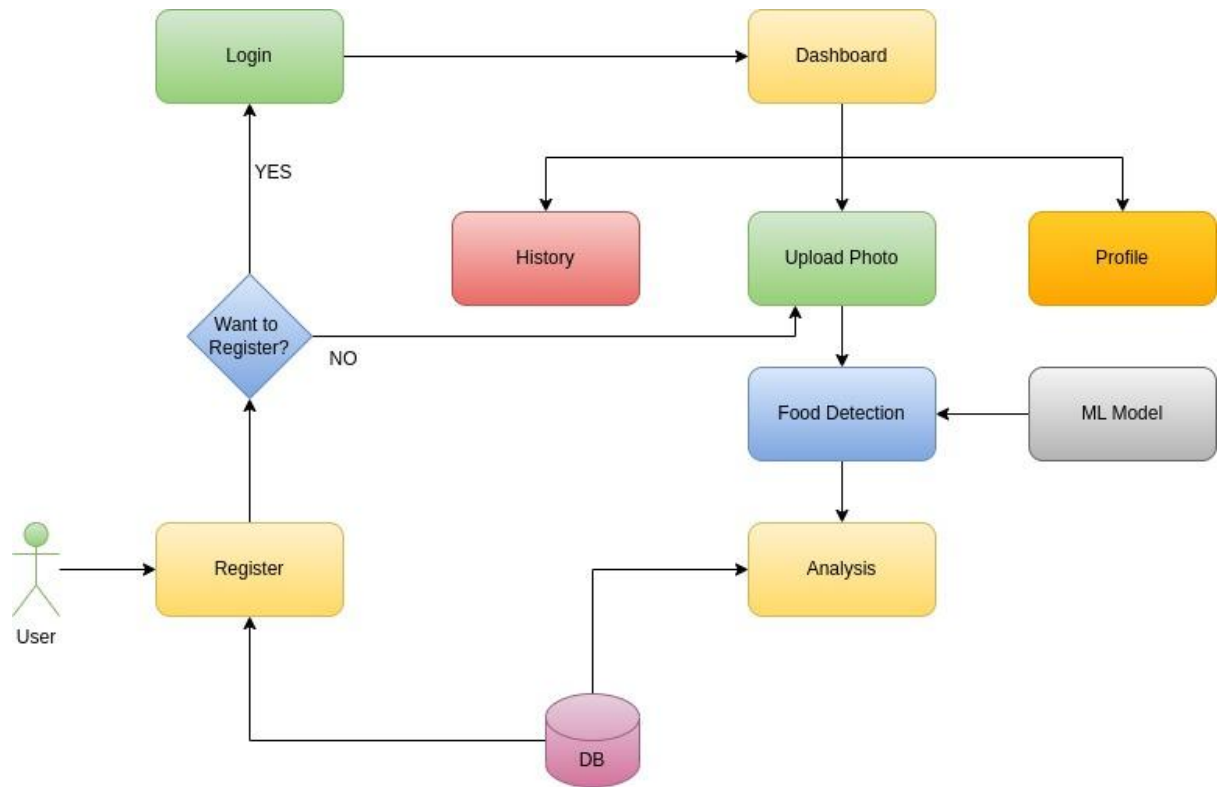 Login
Dashboard
YES
History
Upload Photo
Profile
Want to
Register?
NO
Food Detection
ML Model
Register
Analysis
User
DB